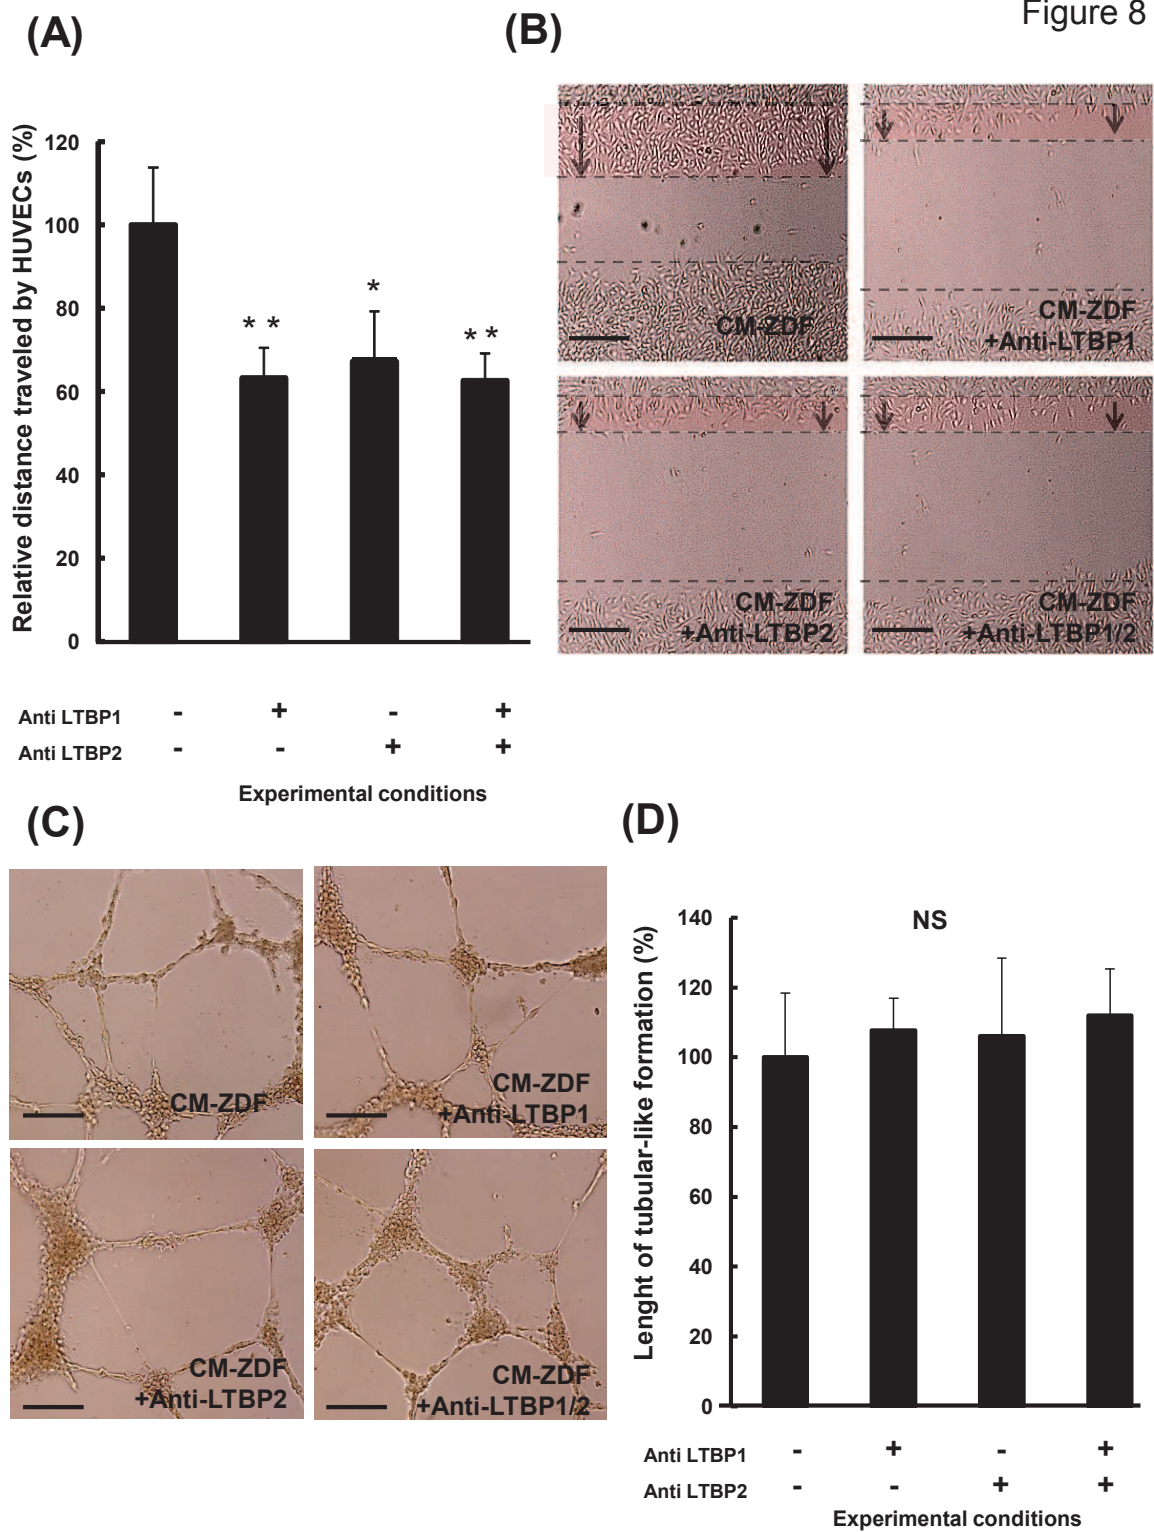 Figure 8
(A)
Relative distance traveled by HUVECs (%)
120
100
80
60
40
20
0
* *
*
* *
Anti LTBP1 - + - +
Anti LTBP2 - - + +
Experimental conditions
(B)
CM-ZDF
CM-ZDF
+Anti-LTBP1
CM-ZDF
+Anti-LTBP2
CM-ZDF
+Anti-LTBP1/2
(C)
CM-ZDF
CM-ZDF
+Anti-LTBP1
CM-ZDF
+Anti-LTBP2
CM-ZDF
+Anti-LTBP1/2
(D)
Lenght of tubular-like formation (%)
140
120
100
80
60
40
20
0
NS
Anti LTBP1 - + - +
Anti LTBP2 - - + +
Experimental conditions